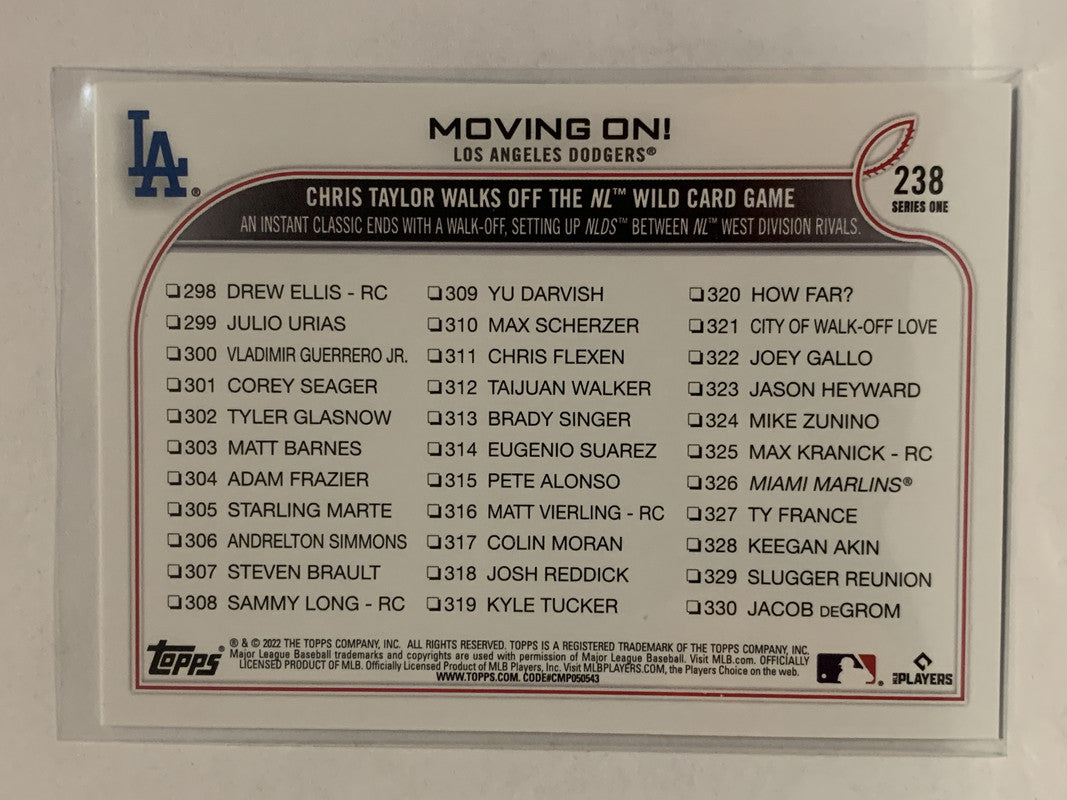 LA®
MOVING ON!
LOS ANGELES DODGERS®
238
SERIES ONE
CHRIS TAYLOR WALKS OFF THE NL™ WILD CARD GAME
AN INSTANT CLASSIC ENDS WITH A WALK-OFF, SETTING UP NLDS™ BETWEEN NL™ WEST DIVISION RIVALS.
❏298 DREW ELLIS - RC
❏299 JULIO URIAS
❏300 VLADIMIR GUERRERO JR.
❏301 COREY SEAGER
❏302 TYLER GLASNOW
❏303 MATT BARNES
❏304 ADAM FRAZIER
❏305 STARLING MARTE
❏306 ANDRELTON SIMMONS
❏307 STEVEN BRAULT
❏308 SAMMY LONG - RC
❏309 YU DARVISH
❏310 MAX SCHERZER
❏311 CHRIS FLEXEN
❏312 TAIJUAN WALKER
❏313 BRADY SINGER
❏314 EUGENIO SUAREZ
❏315 PETE ALONSO
❏316 MATT VIERLING - RC
❏317 COLIN MORAN
❏318 JOSH REDDICK
❏319 KYLE TUCKER
❏320 HOW FAR?
❏321 CITY OF WALK-OFF LOVE
❏322 JOEY GALLO
❏323 JASON HEYWARD
❏324 MIKE ZUNINO
❏325 MAX KRANICK - RC
❏326 MIAMI MARLINS®
❏327 TY FRANCE
❏328 KEEGAN AKIN
❏329 SLUGGER REUNION
❏330 JACOB DEGROM
Topps®
® & © 2022 THE TOPPS COMPANY, INC. ALL RIGHTS RESERVED. TOPPS IS A REGISTERED TRADEMARK OF THE TOPPS COMPANY, INC.
Major League Baseball trademarks and copyrights are used with permission of Major League Baseball. Visit MLB.com. OFFICIALLY
LICENSED PRODUCT OF MLB. Officially Licensed Product of MLB Players, Inc. Visit MLBPLAYERS.COM, the Players Choice on the web.
WWW.TOPPS.COM. CODE#CMP050543
MLB PLAYERS